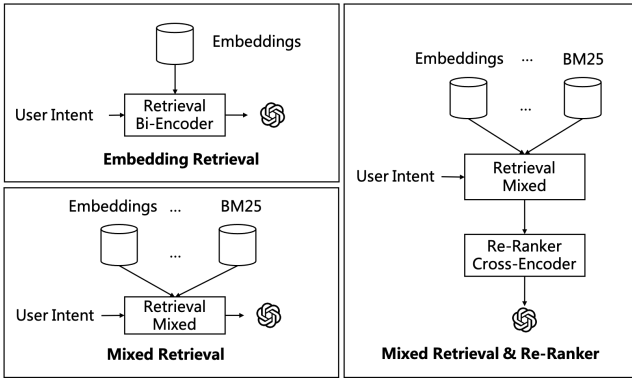 Embeddings
User Intent
Retrieval
Bi-Encoder
Embedding Retrieval
Embeddings ... BM25
...
User Intent
Retrieval
Mixed
Mixed Retrieval
Embeddings ... BM25
...
User Intent
Retrieval
Mixed
Re-Ranker
Cross-Encoder
Mixed Retrieval & Re-Ranker